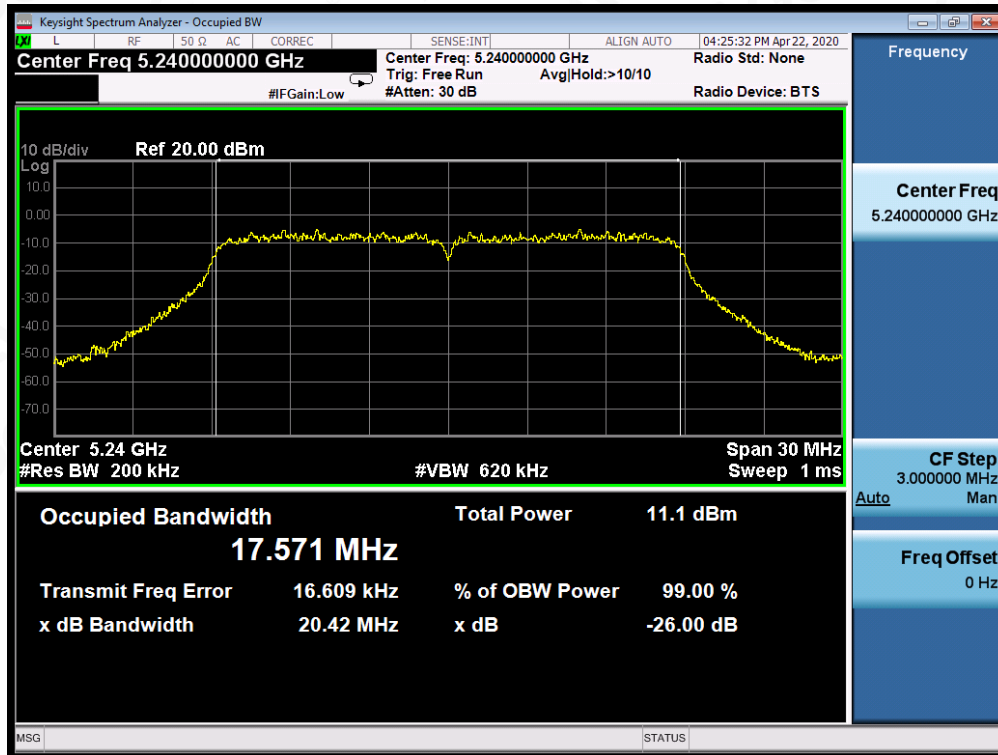 Keysight Spectrum Analyzer - Occupied BW
LXI L RF 50 Ω AC CORREC SENSE:INT ALIGN AUTO 04:25:32 PM Apr 22, 2020
Center Freq 5.240000000 GHz
Center Freq: 5.240000000 GHz Radio Std: None
Trig: Free Run Avg|Hold:>10/10
#IFGain:Low #Atten: 30 dB Radio Device: BTS
10 dB/div Ref 20.00 dBm
Log
10.0
0.00
-10.0
-20.0
-30.0
-40.0
-50.0
-60.0
-70.0
Center 5.24 GHz Span 30 MHz
#Res BW 200 kHz #VBW 620 kHz Sweep 1 ms
Occupied Bandwidth Total Power 11.1 dBm
17.571 MHz
Transmit Freq Error 16.609 kHz % of OBW Power 99.00 %
x dB Bandwidth 20.42 MHz x dB -26.00 dB
MSG STATUS
Frequency
Center Freq
5.240000000 GHz
CF Step
3.000000 MHz
Auto Man
Freq Offset
0 Hz